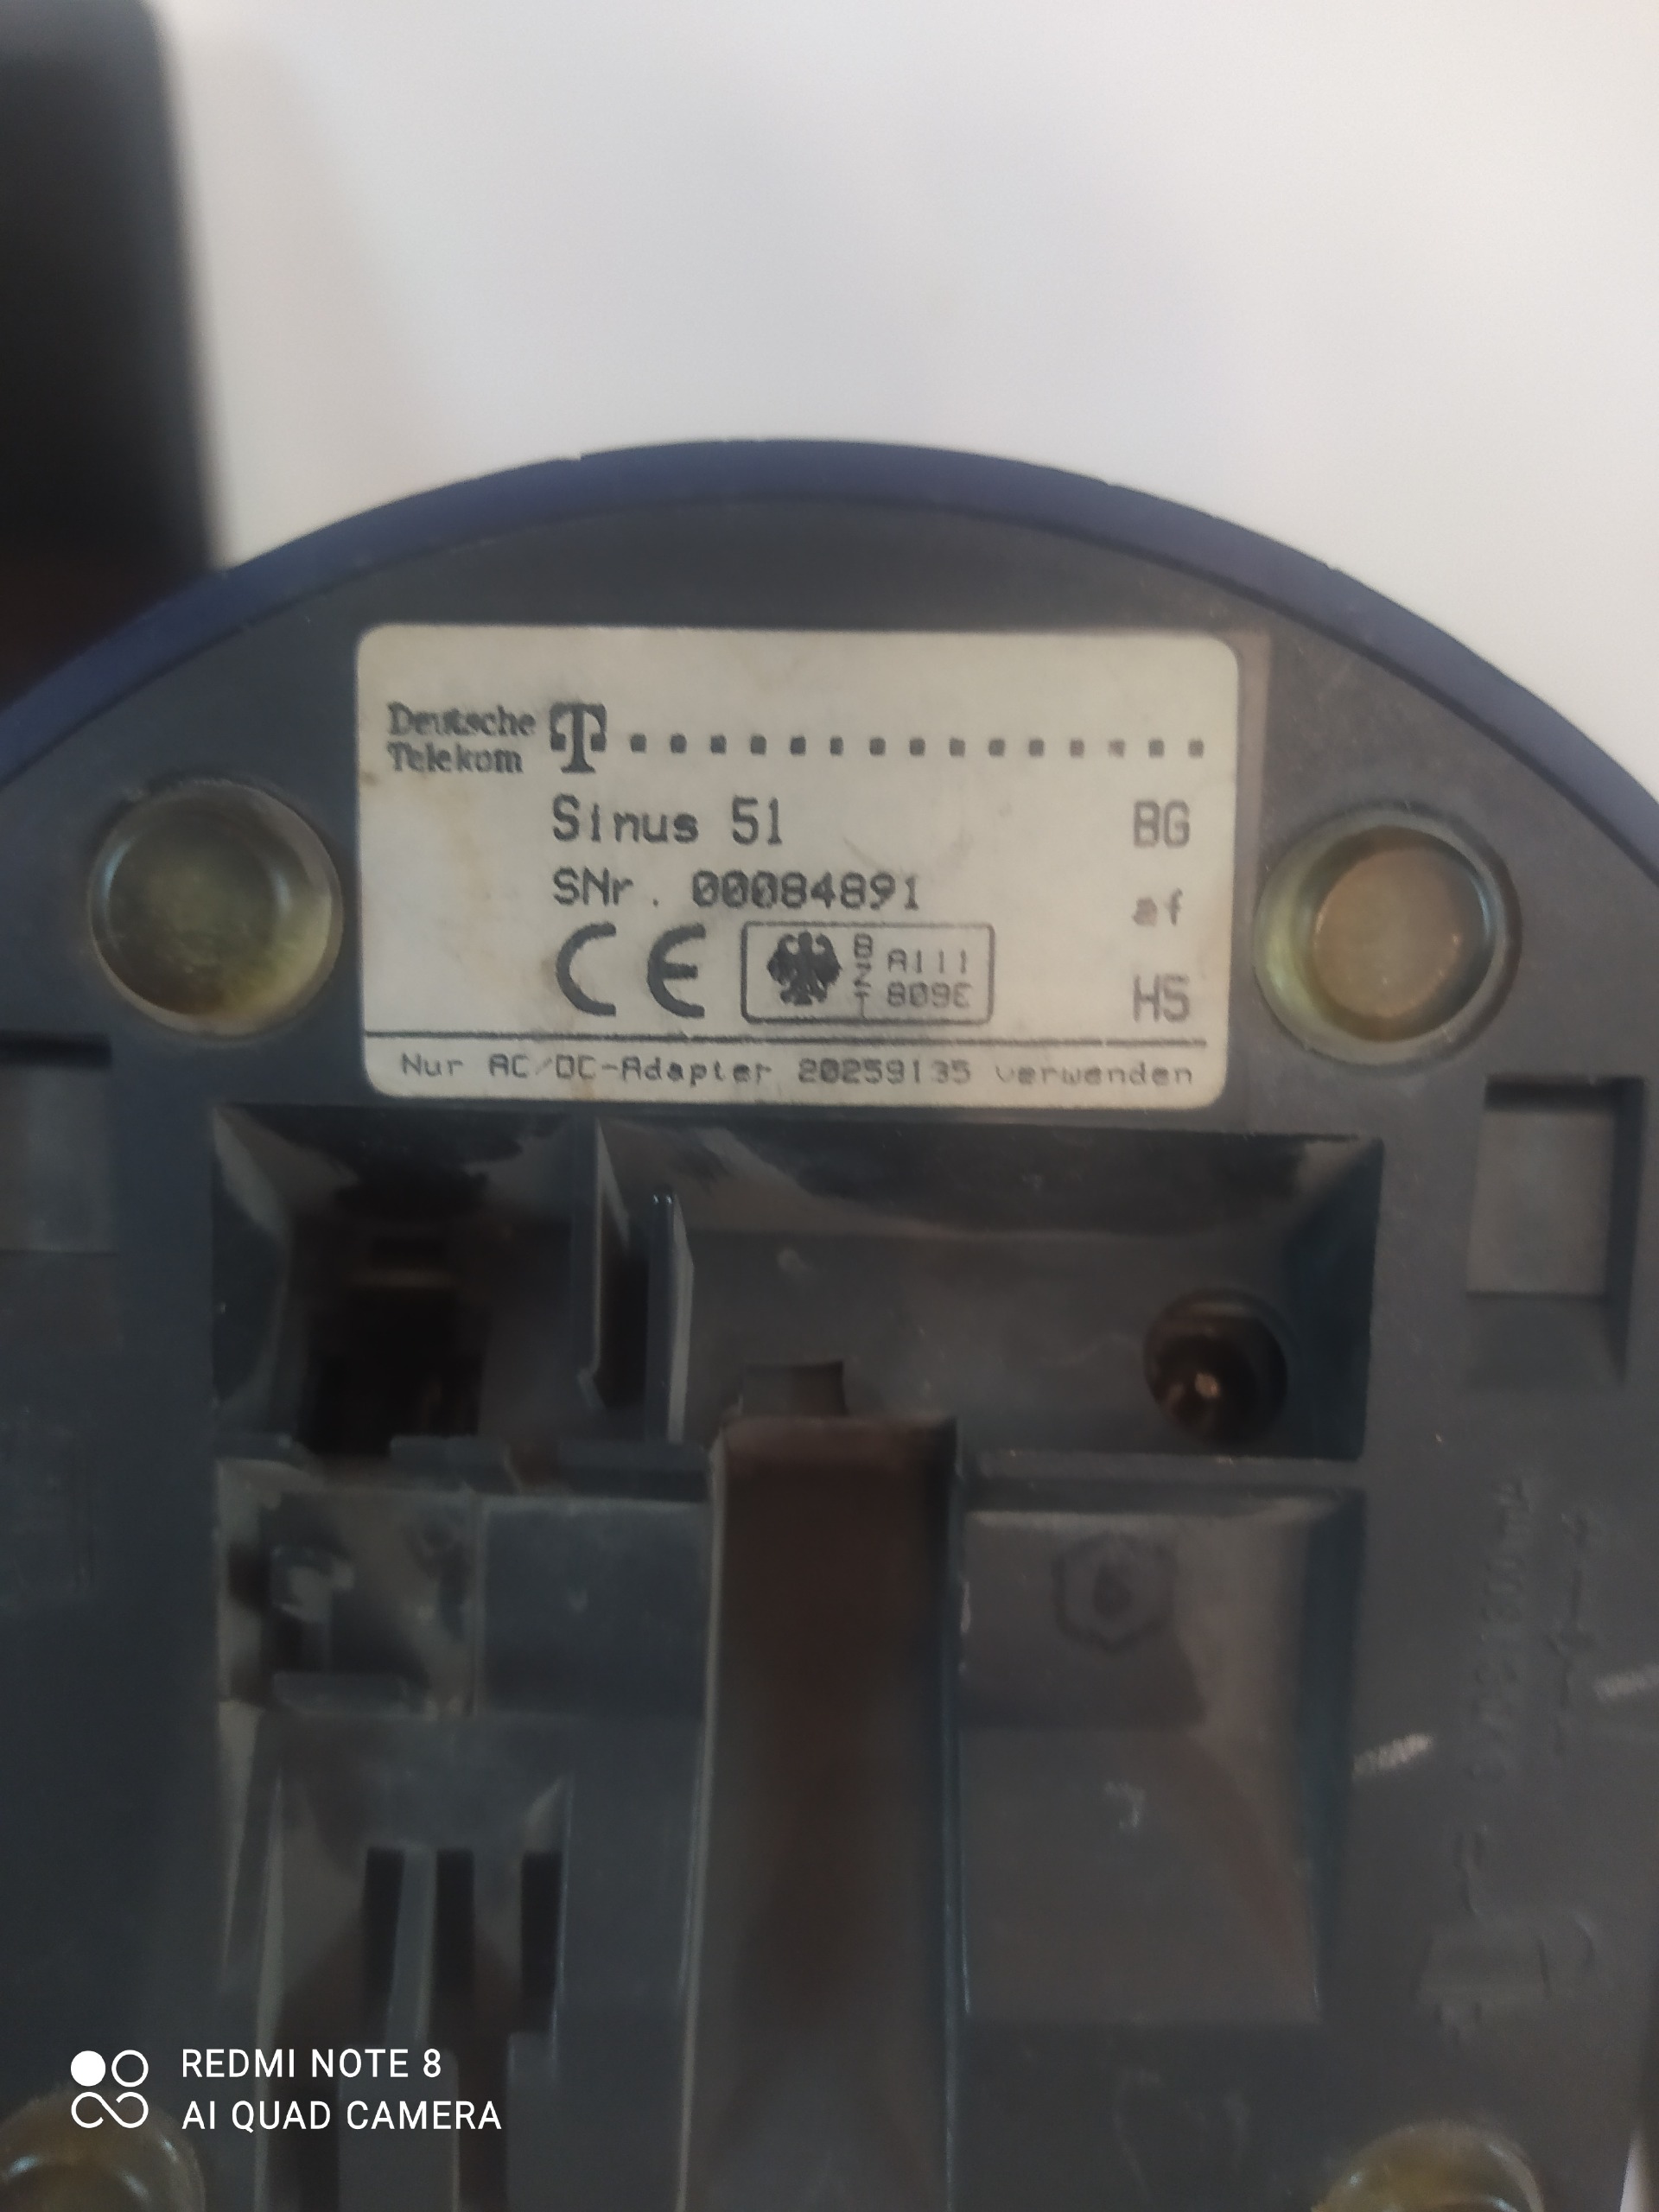 Deutsche
Telekom
Sinus 51 BG
SNr. 00084891 af
CE BZT A111 HS
809E
Nur AC/DC-Adapter 20259135 verwenden
6
REDMI NOTE 8
AI QUAD CAMERA